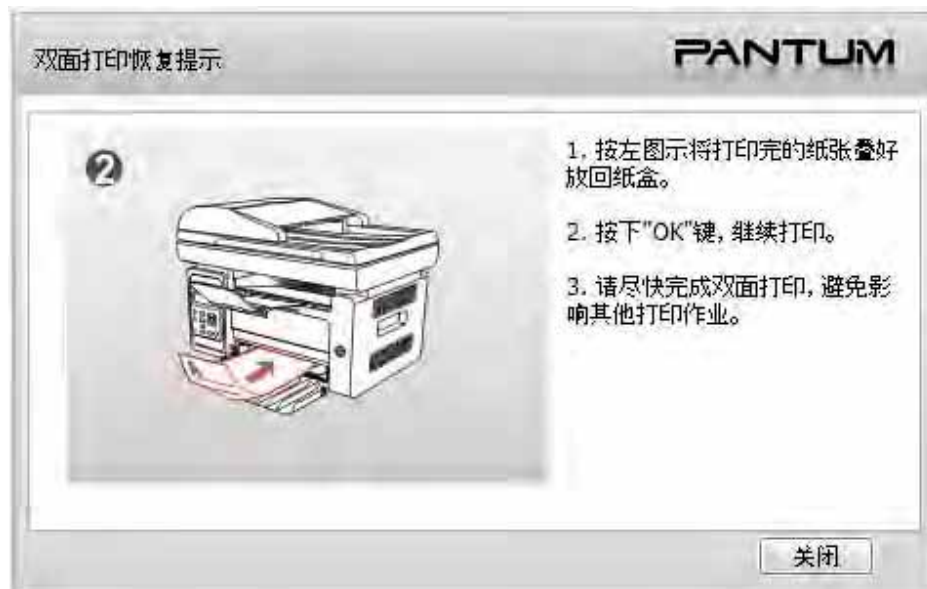 双面打印恢复提示
PANTUM
❷
1. 按左图示将打印完的纸张叠好
放回纸盒。
2. 按下"OK"键, 继续打印。
3. 请尽快完成双面打印, 避免影
响其他打印作业。
关闭